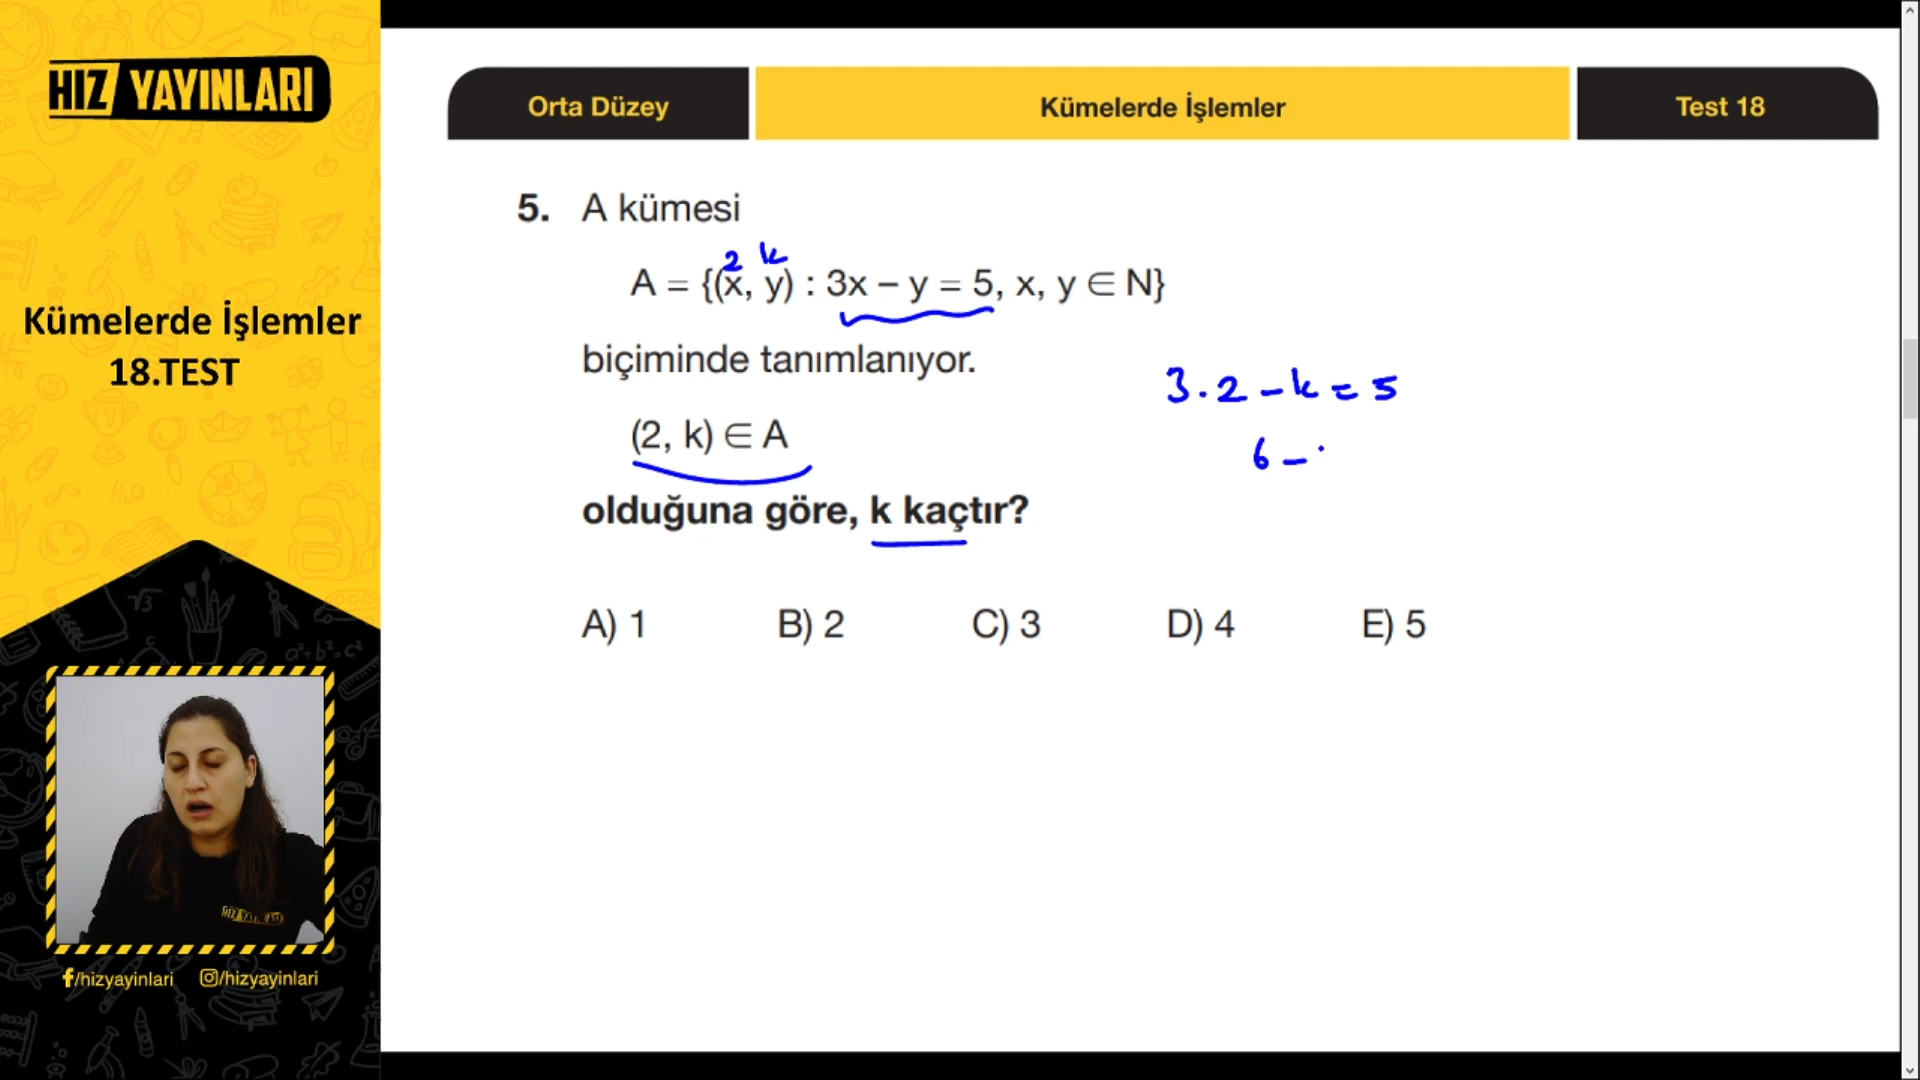 HIZ YAYINLARI
Kümelerde İşlemler
18.TEST
/hizyayinlari /hizyayinlari
Orta Düzey Kümelerde İşlemler Test 18
5. A kümesi
2 k
A = {(x, y) : 3x − y = 5, x, y ∈ N}
biçiminde tanımlanıyor.
3.2 − k = 5
(2, k) ∈ A
6 −
olduğuna göre, k kaçtır?
A) 1 B) 2 C) 3 D) 4 E) 5